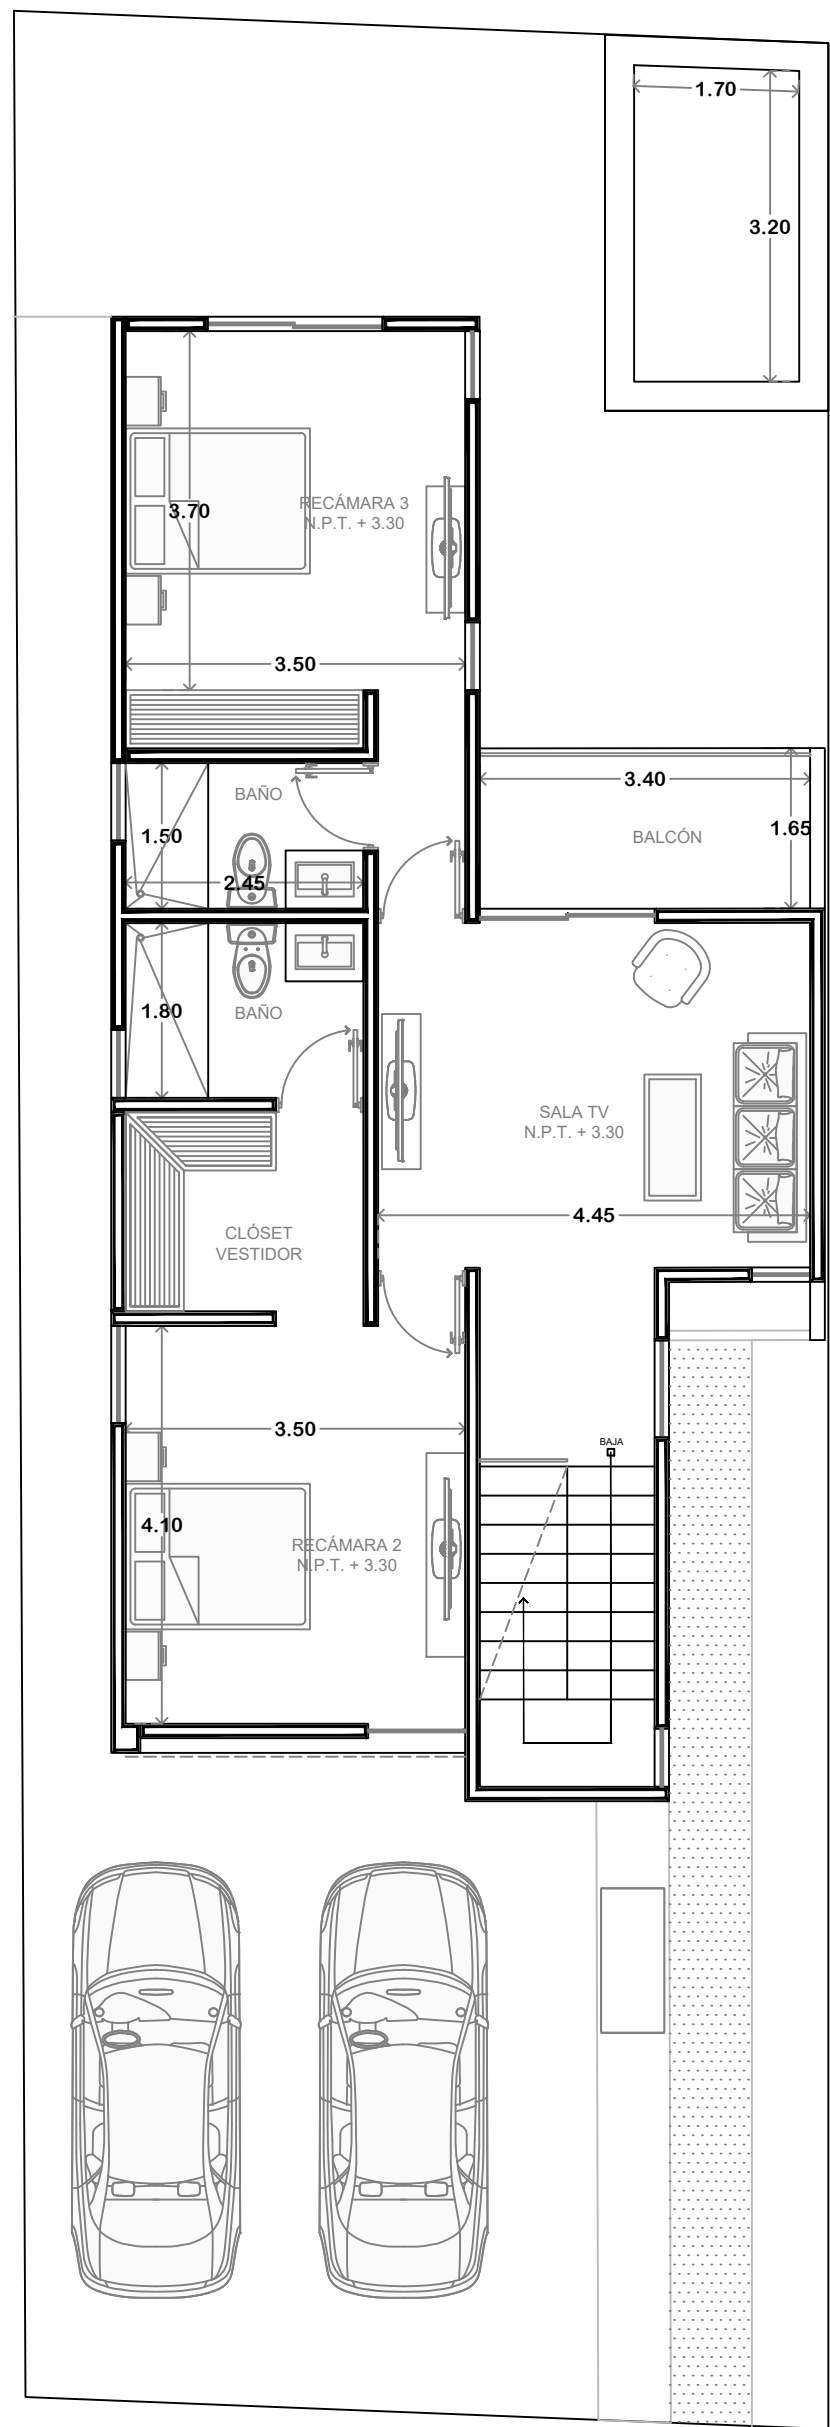 1.70
3.20
RECÁMARA 3
N.P.T. + 3.30
3.70
3.50
BAÑO
3.40
1.50
1.65
BALCÓN
2.45
1.80
BAÑO
SALA TV
N.P.T. + 3.30
4.45
CLÓSET
VESTIDOR
3.50
BAJA
4.10
RECÁMARA 2
N.P.T. + 3.30